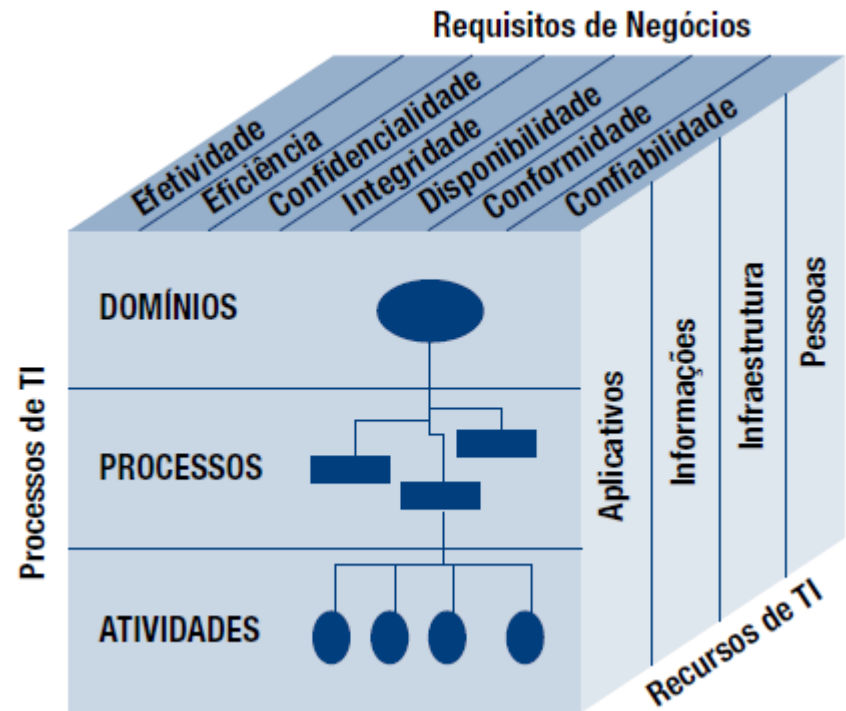 Requisitos de Negócios
Efetividade
Eficiência
Confidencialidade
Integridade
Disponibilidade
Conformidade
Confiabilidade
Processos de TI
DOMÍNIOS
PROCESSOS
ATIVIDADES
Aplicativos
Informações
Infraestrutura
Pessoas
Recursos de TI